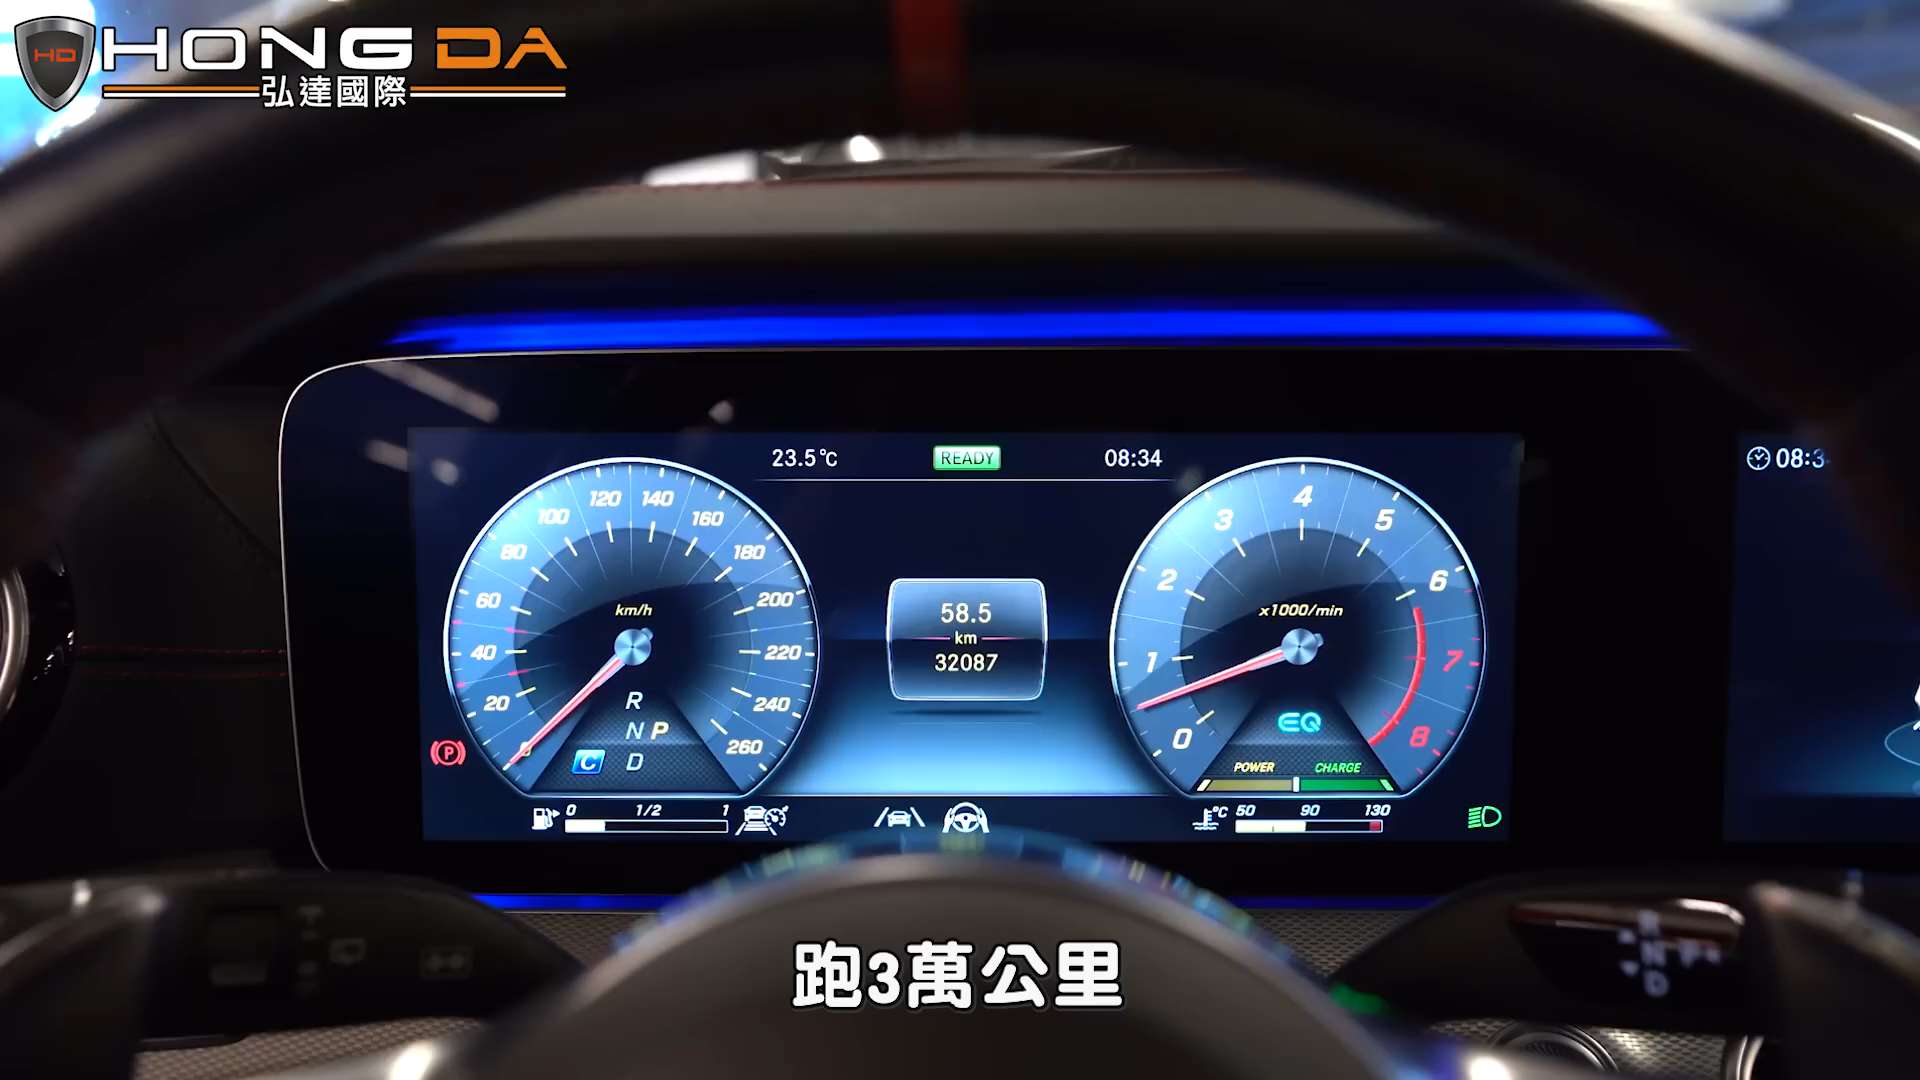 HD
HONG DA
弘達國際
23.5°C
READY
08:34
08:3
0 20 40 60 80 100 120 140 160 180 200 220 240 260
km/h
R
N P
C D
58.5
km
32087
0 1 2 3 4 5 6 7 8
x1000/min
EQ
POWER CHARGE
P
0 1/2 1
°C 50 90 130
R
N P
D
跑3萬公里